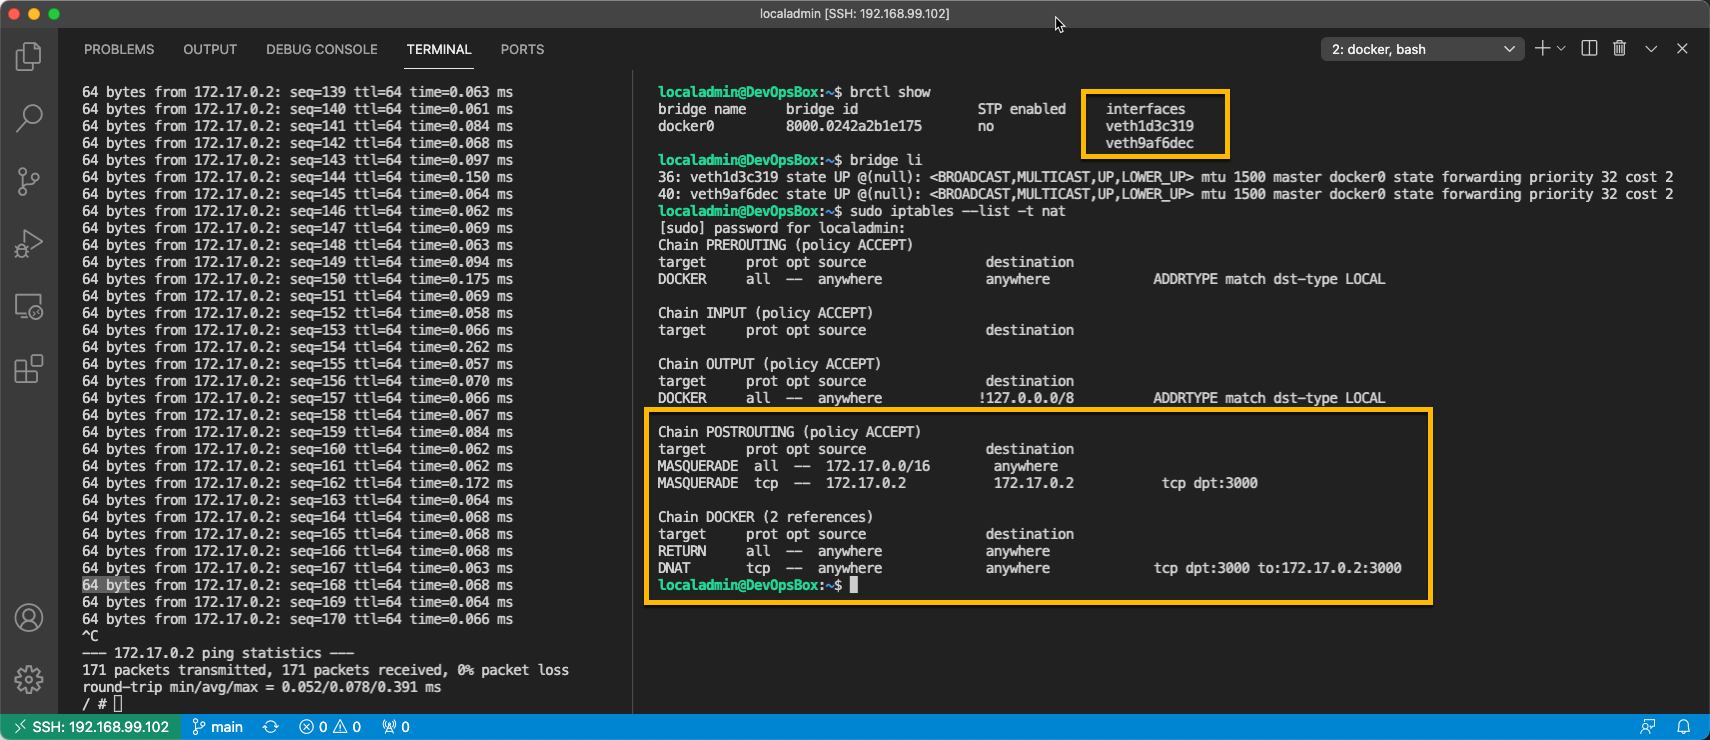 localadmin [SSH: 192.168.99.102]
PROBLEMS OUTPUT DEBUG CONSOLE TERMINAL PORTS
2: docker, bash
64 bytes from 172.17.0.2: seq=139 ttl=64 time=0.063 ms
64 bytes from 172.17.0.2: seq=140 ttl=64 time=0.061 ms
64 bytes from 172.17.0.2: seq=141 ttl=64 time=0.084 ms
64 bytes from 172.17.0.2: seq=142 ttl=64 time=0.068 ms
64 bytes from 172.17.0.2: seq=143 ttl=64 time=0.097 ms
64 bytes from 172.17.0.2: seq=144 ttl=64 time=0.150 ms
64 bytes from 172.17.0.2: seq=145 ttl=64 time=0.064 ms
64 bytes from 172.17.0.2: seq=146 ttl=64 time=0.062 ms
64 bytes from 172.17.0.2: seq=147 ttl=64 time=0.069 ms
64 bytes from 172.17.0.2: seq=148 ttl=64 time=0.063 ms
64 bytes from 172.17.0.2: seq=149 ttl=64 time=0.094 ms
64 bytes from 172.17.0.2: seq=150 ttl=64 time=0.175 ms
64 bytes from 172.17.0.2: seq=151 ttl=64 time=0.069 ms
64 bytes from 172.17.0.2: seq=152 ttl=64 time=0.058 ms
64 bytes from 172.17.0.2: seq=153 ttl=64 time=0.066 ms
64 bytes from 172.17.0.2: seq=154 ttl=64 time=0.262 ms
64 bytes from 172.17.0.2: seq=155 ttl=64 time=0.057 ms
64 bytes from 172.17.0.2: seq=156 ttl=64 time=0.070 ms
64 bytes from 172.17.0.2: seq=157 ttl=64 time=0.066 ms
64 bytes from 172.17.0.2: seq=158 ttl=64 time=0.067 ms
64 bytes from 172.17.0.2: seq=159 ttl=64 time=0.084 ms
64 bytes from 172.17.0.2: seq=160 ttl=64 time=0.062 ms
64 bytes from 172.17.0.2: seq=161 ttl=64 time=0.062 ms
64 bytes from 172.17.0.2: seq=162 ttl=64 time=0.172 ms
64 bytes from 172.17.0.2: seq=163 ttl=64 time=0.064 ms
64 bytes from 172.17.0.2: seq=164 ttl=64 time=0.068 ms
64 bytes from 172.17.0.2: seq=165 ttl=64 time=0.068 ms
64 bytes from 172.17.0.2: seq=166 ttl=64 time=0.068 ms
64 bytes from 172.17.0.2: seq=167 ttl=64 time=0.063 ms
64 bytes from 172.17.0.2: seq=168 ttl=64 time=0.068 ms
64 bytes from 172.17.0.2: seq=169 ttl=64 time=0.064 ms
64 bytes from 172.17.0.2: seq=170 ttl=64 time=0.066 ms
^C
--- 172.17.0.2 ping statistics ---
171 packets transmitted, 171 packets received, 0% packet loss
round-trip min/avg/max = 0.052/0.078/0.391 ms
/ #
localadmin@DevOpsBox:~$ brctl show
bridge name bridge id STP enabled interfaces
docker0 8000.0242a2b1e175 no veth1d3c319
veth9af6dec
localadmin@DevOpsBox:~$ bridge li
36: veth1d3c319 state UP @(null): <BROADCAST,MULTICAST,UP,LOWER_UP> mtu 1500 master docker0 state forwarding priority 32 cost 2
40: veth9af6dec state UP @(null): <BROADCAST,MULTICAST,UP,LOWER_UP> mtu 1500 master docker0 state forwarding priority 32 cost 2
localadmin@DevOpsBox:~$ sudo iptables --list -t nat
[sudo] password for localadmin:
Chain PREROUTING (policy ACCEPT)
target prot opt source destination
DOCKER all -- anywhere anywhere ADDRTYPE match dst-type LOCAL
Chain INPUT (policy ACCEPT)
target prot opt source destination
Chain OUTPUT (policy ACCEPT)
target prot opt source destination
DOCKER all -- anywhere !127.0.0.0/8 ADDRTYPE match dst-type LOCAL
Chain POSTROUTING (policy ACCEPT)
target prot opt source destination
MASQUERADE all -- 172.17.0.0/16 anywhere
MASQUERADE tcp -- 172.17.0.2 172.17.0.2 tcp dpt:3000
Chain DOCKER (2 references)
target prot opt source destination
RETURN all -- anywhere anywhere
DNAT tcp -- anywhere anywhere tcp dpt:3000 to:172.17.0.2:3000
localadmin@DevOpsBox:~$
SSH: 192.168.99.102 main 0 0 0